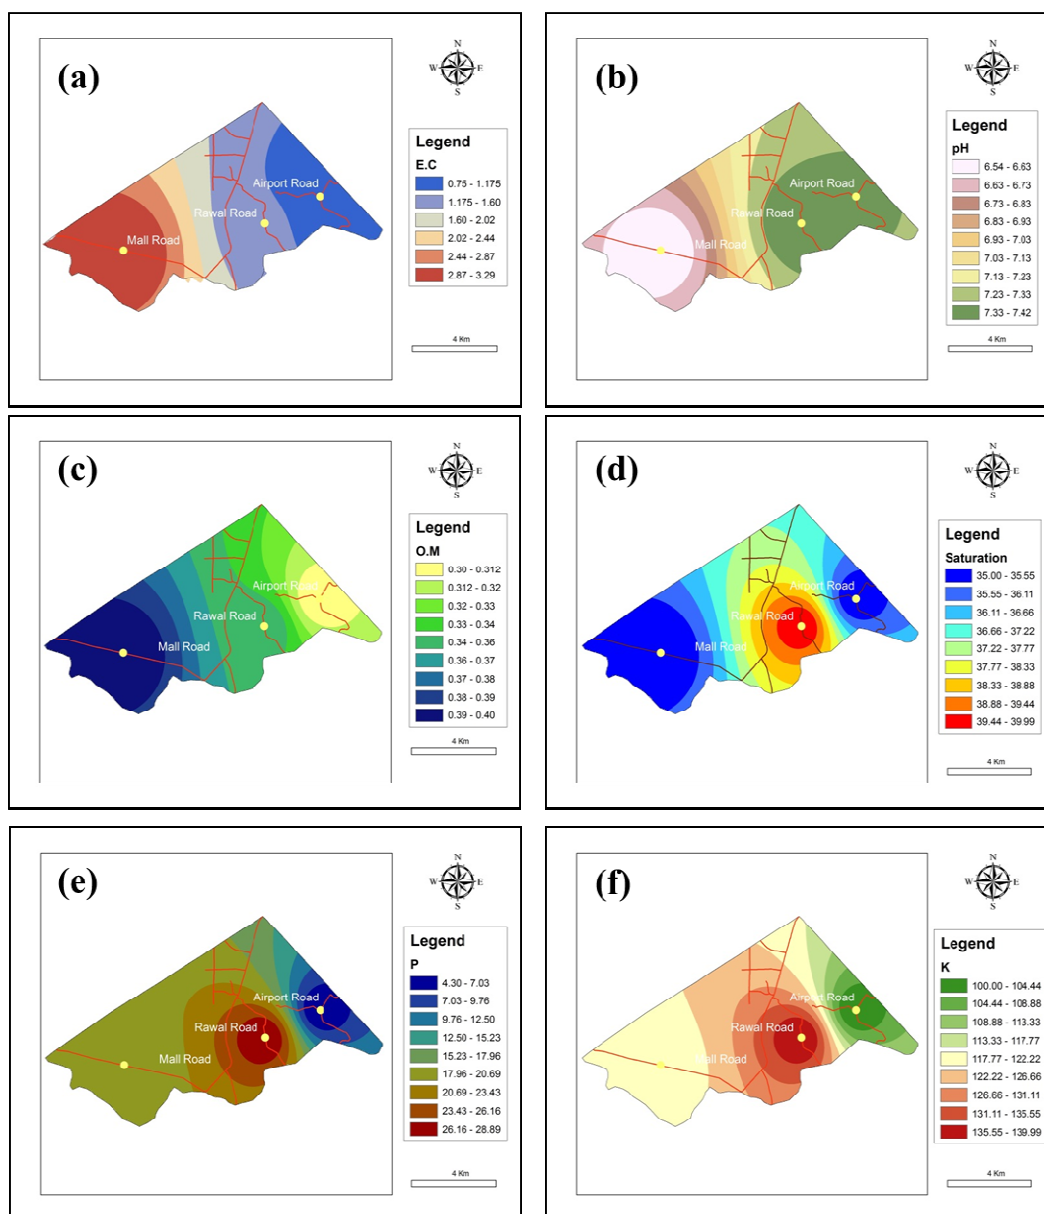 (a)
N
W E
S
Legend
E.C
0.75 - 1.175
1.175 - 1.60
1.60 - 2.02
2.02 - 2.44
2.44 - 2.87
2.87 - 3.29
Airport Road
Rawal Road
Mall Road
4 Km
(b)
N
W E
S
Legend
pH
6.54 - 6.63
6.63 - 6.73
6.73 - 6.83
6.83 - 6.93
6.93 - 7.03
7.03 - 7.13
7.13 - 7.23
7.23 - 7.33
7.33 - 7.42
Airport Road
Rawal Road
Mall Road
4 Km
(c)
N
W E
S
Legend
O.M
0.30 - 0.312
0.312 - 0.32
0.32 - 0.33
0.33 - 0.34
0.34 - 0.36
0.36 - 0.37
0.37 - 0.38
0.38 - 0.39
0.39 - 0.40
Airport Road
Rawal Road
Mall Road
4 Km
(d)
N
W E
S
Legend
Saturation
35.00 - 35.55
35.55 - 36.11
36.11 - 36.66
36.66 - 37.22
37.22 - 37.77
37.77 - 38.33
38.33 - 38.88
38.88 - 39.44
39.44 - 39.99
Airport Road
Rawal Road
Mall Road
4 Km
(e)
N
W E
S
Legend
P
4.30 - 7.03
7.03 - 9.76
9.76 - 12.50
12.50 - 15.23
15.23 - 17.96
17.96 - 20.69
20.69 - 23.43
23.43 - 26.16
26.16 - 28.89
Airport Road
Rawal Road
Mall Road
4 Km
(f)
N
W E
S
Legend
K
100.00 - 104.44
104.44 - 108.88
108.88 - 113.33
113.33 - 117.77
117.77 - 122.22
122.22 - 126.66
126.66 - 131.11
131.11 - 135.55
135.55 - 139.99
Airport Road
Rawal Road
Mall Road
4 Km